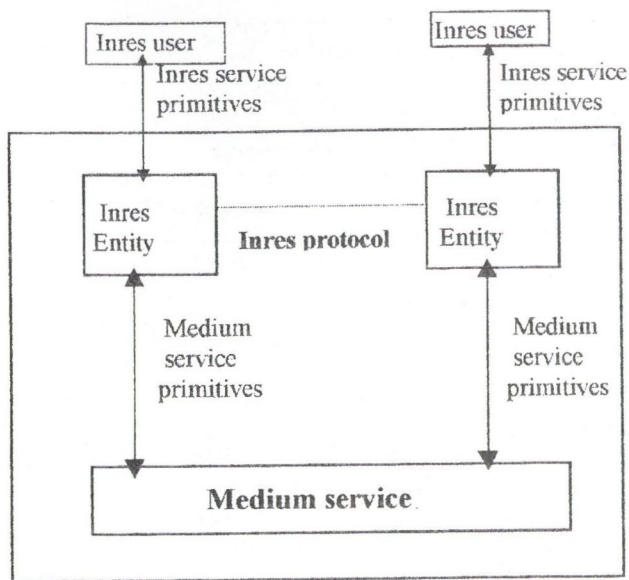 Inres user
Inres user
Inres service
primitives
Inres service
primitives
Inres
Entity
Inres
Entity
Inres protocol
Medium
service
primitives
Medium
service
primitives
Medium service